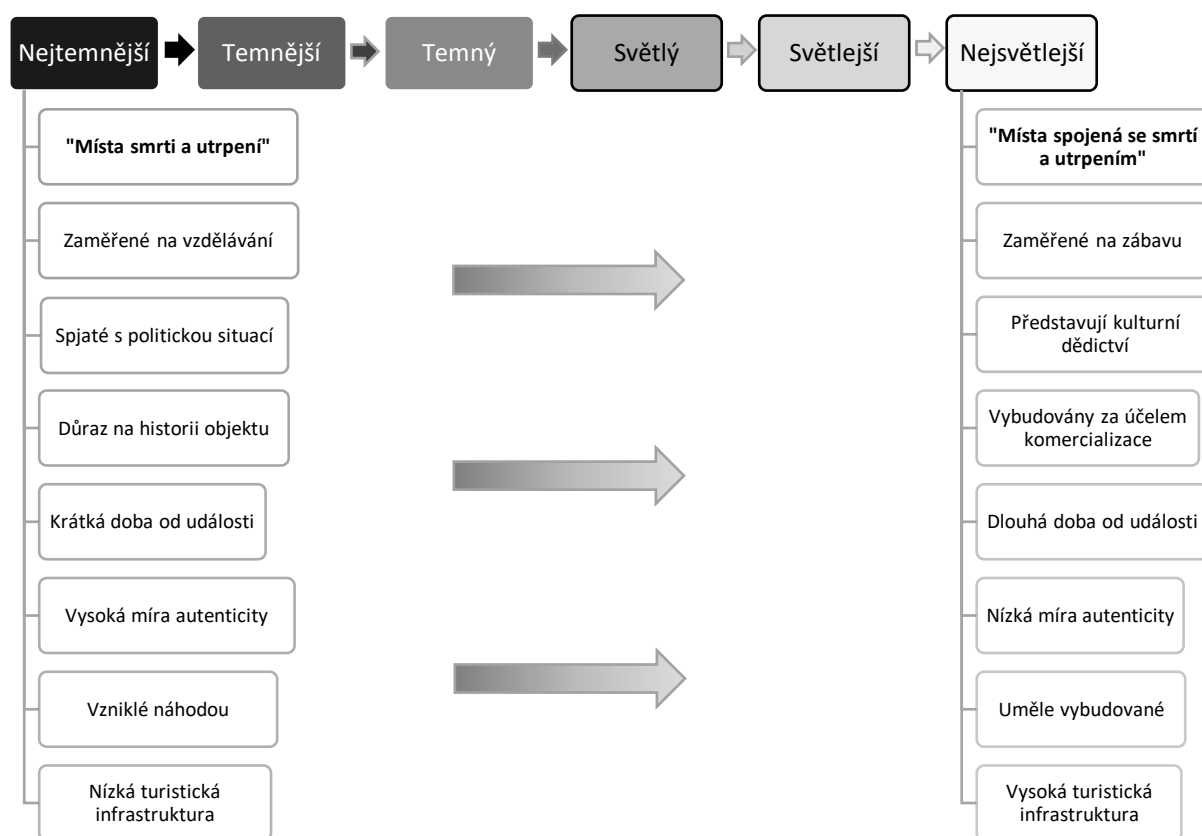 Nejtemnější
Temnější
Temný
Světlý
Světlejší
Nejsvětlejší
"Místa smrti a utrpení"
Zaměřené na vzdělávání
Spjaté s politickou situací
Důraz na historii objektu
Krátká doba od události
Vysoká míra autenticity
Vzniklé náhodou
Nízká turistická
infrastruktura
"Místa spojená se smrtí
a utrpením"
Zaměřené na zábavu
Představují kulturní
dědictví
Vybudovány za účelem
komercializace
Dlouhá doba od události
Nízká míra autenticity
Uměle vybudované
Vysoká turistická
infrastruktura